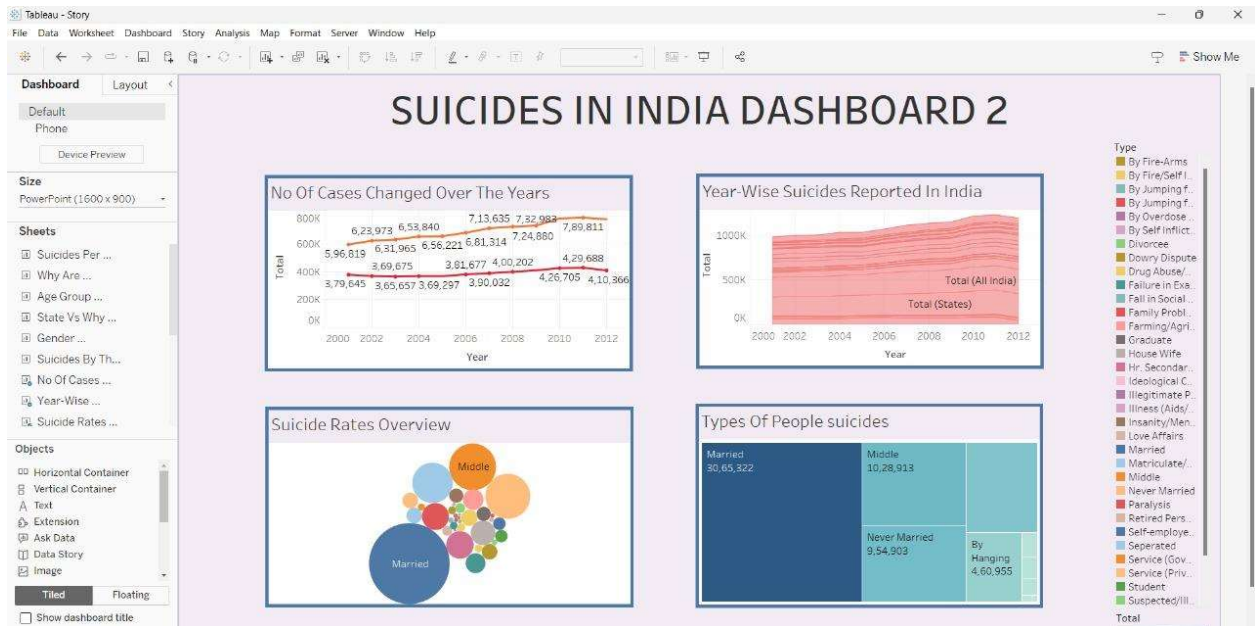 Tableau - Story
File Data Worksheet Dashboard Story Analysis Map Format Server Window Help
Show Me
Dashboard Layout
Default
Phone
Device Preview
Size
PowerPoint (1600 x 900)
Sheets
Suicides Per ...
Why Are ...
Age Group ...
State Vs Why ...
Gender ...
Suicides By Th...
No Of Cases ...
Year-Wise ...
Suicide Rates ...
Objects
Horizontal Container
Vertical Container
Text
Extension
Ask Data
Data Story
Image
Tiled Floating
Show dashboard title
SUICIDES IN INDIA DASHBOARD 2
No Of Cases Changed Over The Years
Total
800K
600K
400K
200K
0K
5,96,819
6,23,973
6,31,965
6,53,840
6,56,221
6,81,314
7,13,635
7,24,880
7,32,983
7,89,811
3,79,645
3,69,675
3,65,657
3,69,297
3,81,677
3,90,032
4,00,202
4,26,705
4,29,688
4,10,366
2000 2002 2004 2006 2008 2010 2012
Year
Year-Wise Suicides Reported In India
Total
1000K
500K
0K
Total (All India)
Total (States)
2000 2002 2004 2006 2008 2010 2012
Year
Suicide Rates Overview
Middle
Married
Types Of People suicides
Married
30,65,322
Middle
10,28,913
Never Married
9,54,903
By
Hanging
4,60,955
Type
By Fire-Arms
By Fire/Self I..
By Jumping f..
By Jumping f..
By Overdose ..
By Self Inflict..
Divorcee
Dowry Dispute
Drug Abuse/..
Failure in Exa..
Fall in Social ..
Family Probl..
Farming/Agri..
Graduate
House Wife
Hr. Secondar..
Ideological C..
Illegitimate P..
Illness (Aids/..
Insanity/Men..
Love Affairs
Married
Matriculate/..
Middle
Never Married
Paralysis
Retired Pers..
Self-employe..
Seperated
Service (Gov..
Service (Priv..
Student
Suspected/Ill..
Total